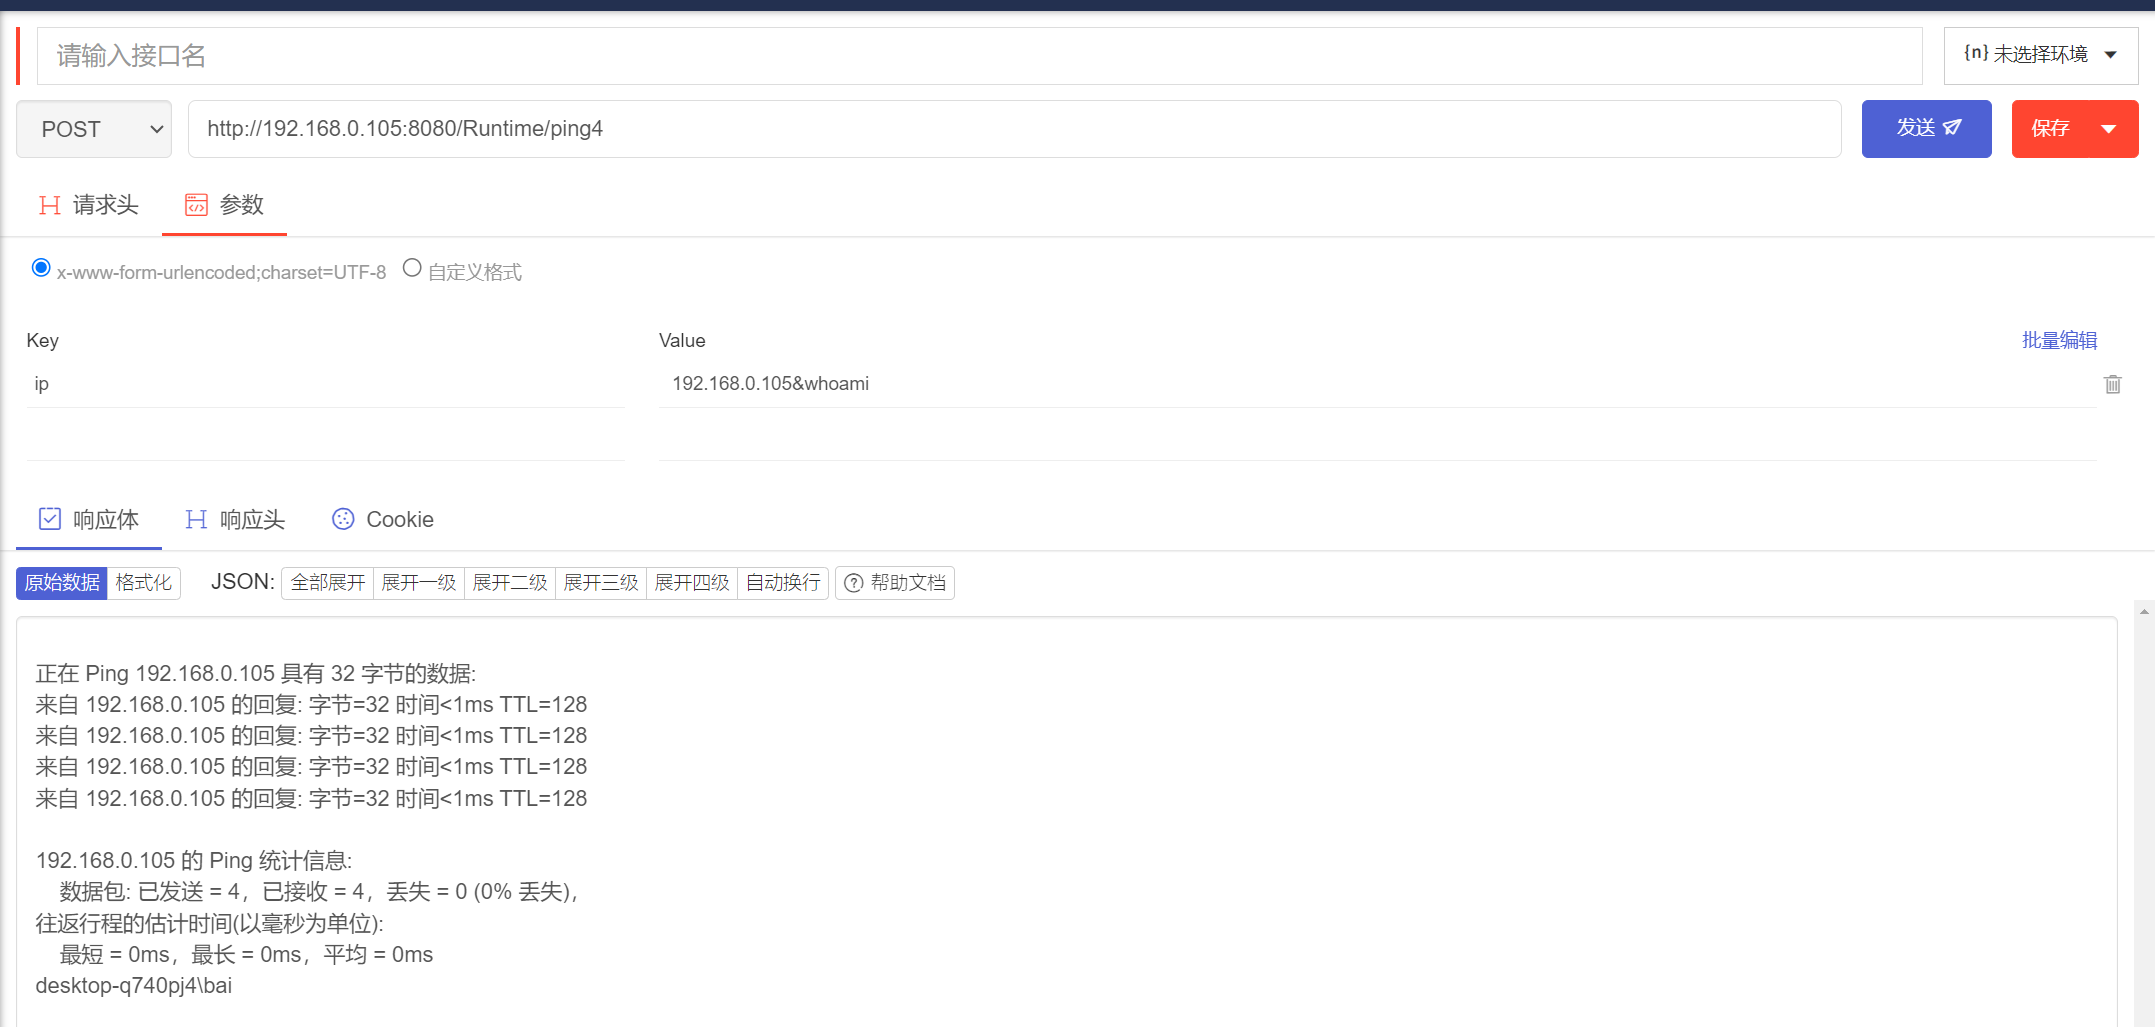 请输入接口名
{n} 未选择环境
POST
http://192.168.0.105:8080/Runtime/ping4
发送
保存
请求头
参数
x-www-form-urlencoded;charset=UTF-8
自定义格式
Key
Value
批量编辑
ip
192.168.0.105&whoami
响应体
响应头
Cookie
原始数据
格式化
JSON:
全部展开
展开一级
展开二级
展开三级
展开四级
自动换行
帮助文档
正在 Ping 192.168.0.105 具有 32 字节的数据:
来自 192.168.0.105 的回复: 字节=32 时间<1ms TTL=128
来自 192.168.0.105 的回复: 字节=32 时间<1ms TTL=128
来自 192.168.0.105 的回复: 字节=32 时间<1ms TTL=128
来自 192.168.0.105 的回复: 字节=32 时间<1ms TTL=128
192.168.0.105 的 Ping 统计信息:
数据包: 已发送 = 4，已接收 = 4，丢失 = 0 (0% 丢失)，
往返行程的估计时间(以毫秒为单位):
最短 = 0ms，最长 = 0ms，平均 = 0ms
desktop-q740pj4\bai